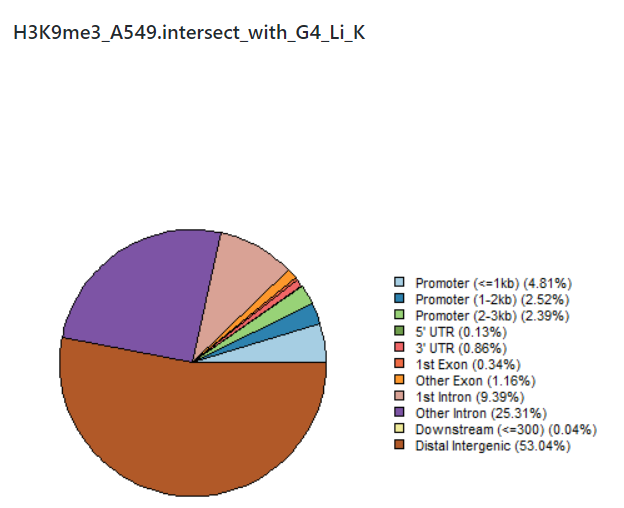 H3K9me3_A549.intersect_with_G4_Li_K
Promoter (<=1kb) (4.81%)
Promoter (1-2kb) (2.52%)
Promoter (2-3kb) (2.39%)
5' UTR (0.13%)
3' UTR (0.86%)
1st Exon (0.34%)
Other Exon (1.16%)
1st Intron (9.39%)
Other Intron (25.31%)
Downstream (<=300) (0.04%)
Distal Intergenic (53.04%)